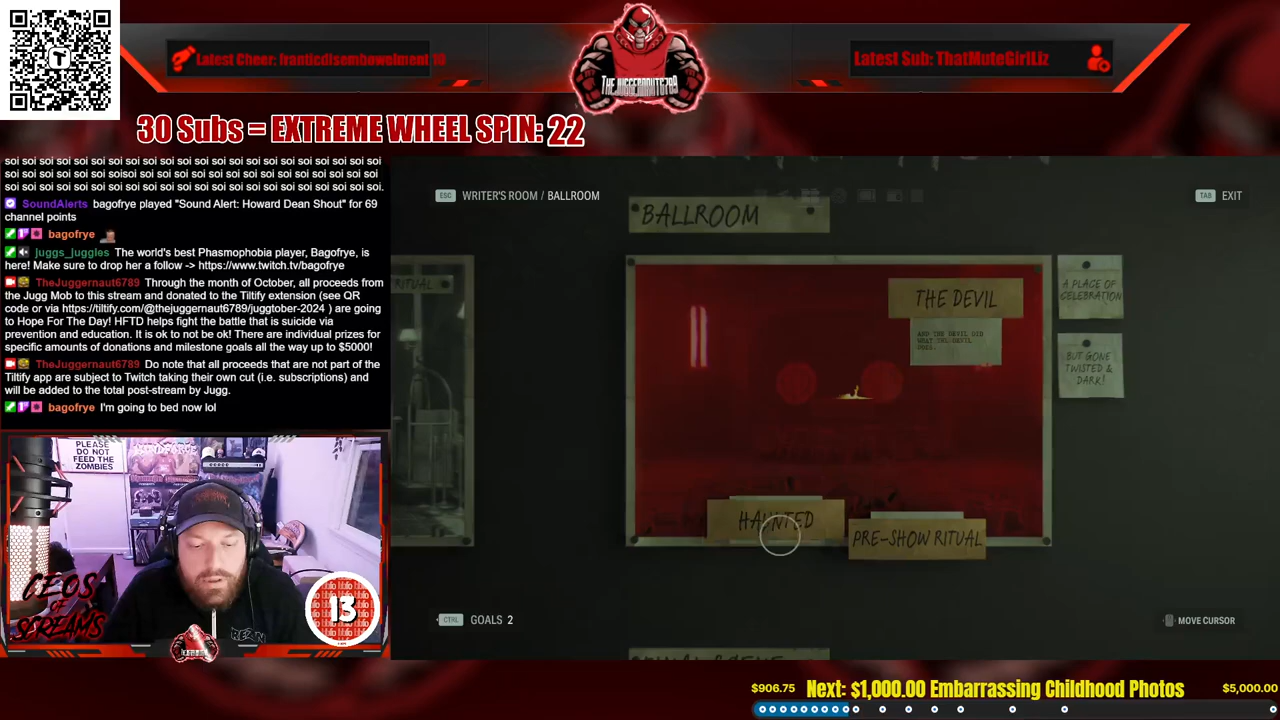 Latest Cheer: franticdisembowelment 10
THEJUGGERNAUT6789
Latest Sub: ThatMuteGirlLiz
30 Subs = EXTREME WHEEL SPIN: 22
soi soi soi soi soi soi soi soi soi soi soi soi soi soi soi soi soi soi soi soi soi soi
soi soi soi soi soi soi soisoi soi soi soi soi soi soi soi soi soi soi soi soi soi soi
soi soi soi soi soi soi soi soi soi soi soi soi soi soi soi soi soi soi soi soi soi soi.
SoundAlerts bagofrye played "Sound Alert: Howard Dean Shout" for 69
channel points
bagofrye
juggs_juggles The world's best Phasmophobia player, Bagofrye, is
here! Make sure to drop her a follow -> https://www.twitch.tv/bagofrye
TheJuggernaut6789 Through the month of October, all proceeds from
the Jugg Mob to this stream and donated to the Tiltify extension (see QR
code or via https://tiltify.com/@thejuggernaut6789/juggtober-2024 ) are going
to Hope For The Day! HFTD helps fight the battle that is suicide via
prevention and education. It is ok to not be ok! There are individual prizes for
specific amounts of donations and milestone goals all the way up to $5000!
TheJuggernaut6789 Do note that all proceeds that are not part of the
Tiltify app are subject to Twitch taking their own cut (i.e. subscriptions) and
will be added to the total post-stream by Jugg.
bagofrye I'm going to bed now lol
ESC WRITER'S ROOM / BALLROOM
TAB EXIT
BALLROOM
RITUAL
THE DEVIL
AND THE DEVIL DID
WHAT THE DEVIL
DOES.
A PLACE OF
CELEBRATION
BUT GONE
TWISTED &
DARK!
HAUNTED
PRE-SHOW RITUAL
CTRL GOALS 2
MOVE CURSOR
PLEASE
DO NOT
FEED THE
ZOMBIES
CEOS
OF
SCREAMS
13
$906.75 Next: $1,000.00 Embarrassing Childhood Photos $5,000.00